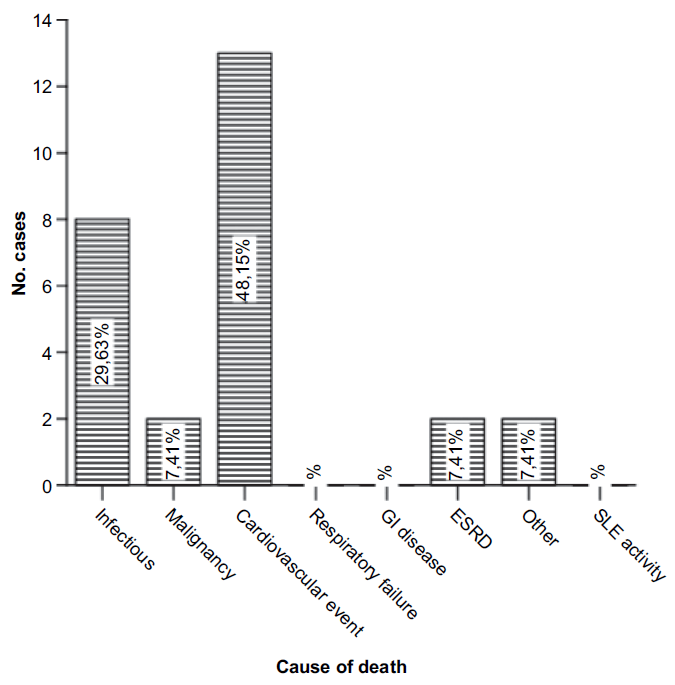 14
12
10
8
6
4
2
0
No. cases
29,63%
7,41%
48,15%
%
%
7,41%
7,41%
%
Infectious
Malignancy
Cardiovascular event
Respiratory failure
GI disease
ESRD
Other
SLE activity
Cause of death